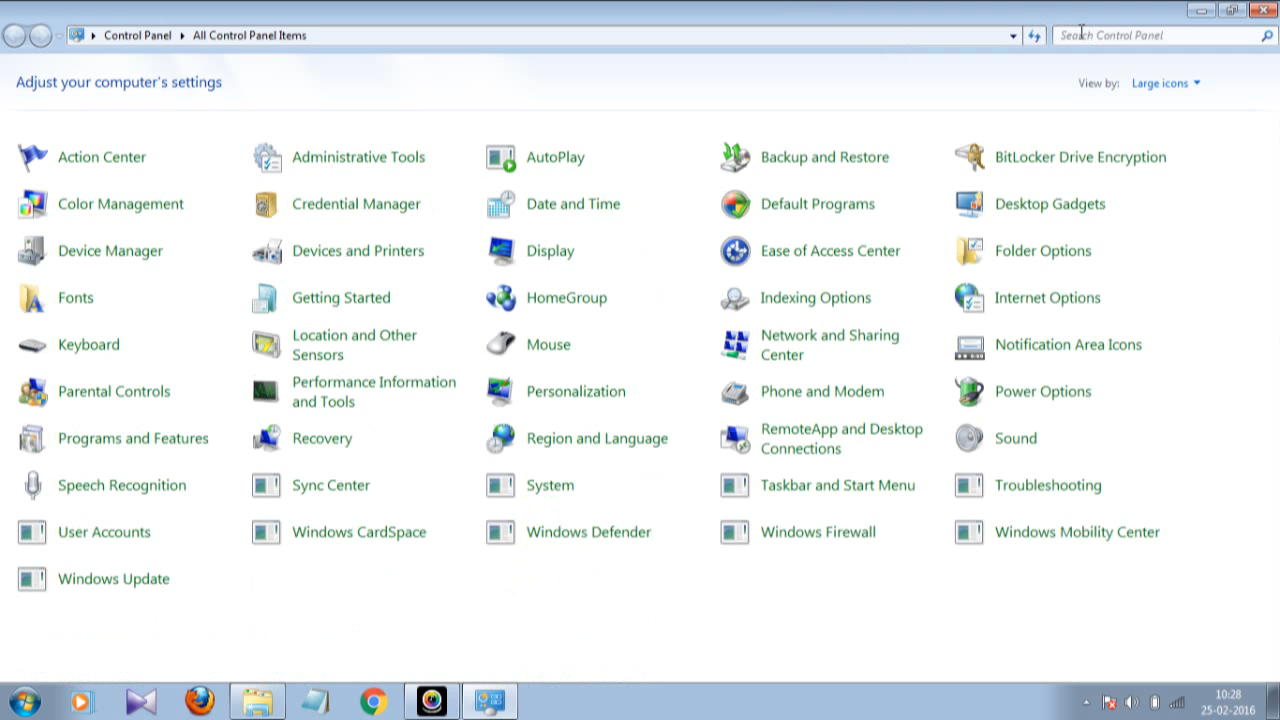 Control Panel All Control Panel Items Search Control Panel
Adjust your computer's settings View by: Large icons
Action Center Administrative Tools AutoPlay Backup and Restore BitLocker Drive Encryption
Color Management Credential Manager Date and Time Default Programs Desktop Gadgets
Device Manager Devices and Printers Display Ease of Access Center Folder Options
Fonts Getting Started HomeGroup Indexing Options Internet Options
Keyboard Location and Other Sensors Mouse Network and Sharing Center Notification Area Icons
Parental Controls Performance Information and Tools Personalization Phone and Modem Power Options
Programs and Features Recovery Region and Language RemoteApp and Desktop Connections Sound
Speech Recognition Sync Center System Taskbar and Start Menu Troubleshooting
User Accounts Windows CardSpace Windows Defender Windows Firewall Windows Mobility Center
Windows Update
10:28
25-02-2016